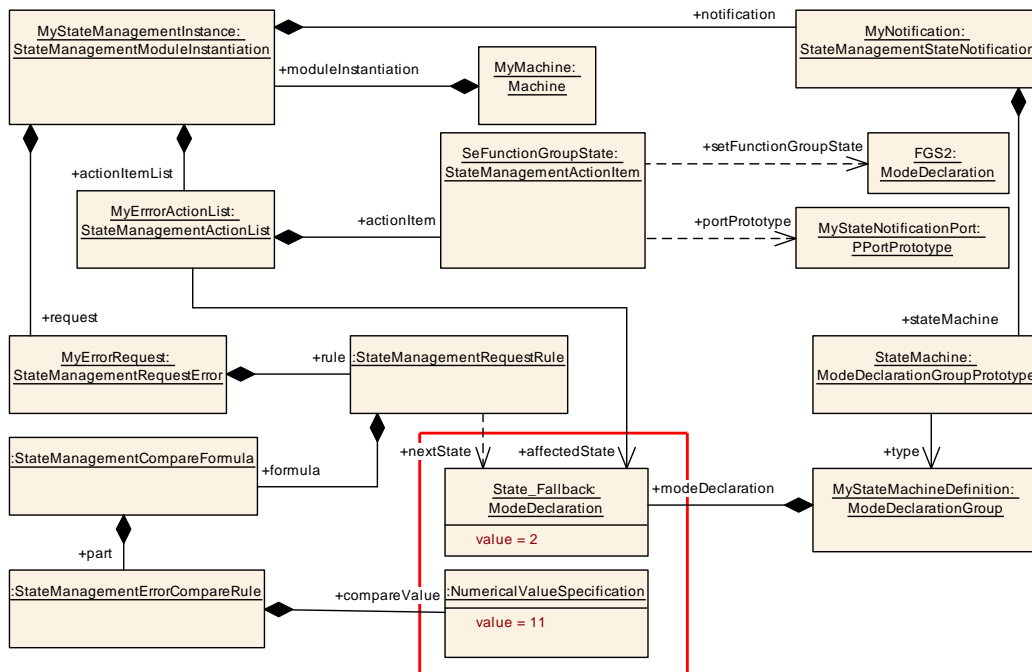 MyStateManagementInstance:
StateManagementModuleInstantiation
+notification
MyNotification:
StateManagementStateNotification
+moduleInstantiation
MyMachine:
Machine
+actionItemList
SeFunctionGroupState:
StateManagementActionItem
+setFunctionGroupState
FGS2:
ModeDeclaration
MyErrrorActionList:
StateManagementActionList
+actionItem
+portPrototype
MyStateNotificationPort:
PPortPrototype
+request
+stateMachine
MyErrorRequest:
StateManagementRequestError
+rule
:StateManagementRequestRule
StateMachine:
ModeDeclarationGroupPrototype
:StateManagementCompareFormula
+formula
+nextState
+affectedState
+type
State_Fallback:
ModeDeclaration
value = 2
+modeDeclaration
MyStateMachineDefinition:
ModeDeclarationGroup
+part
:StateManagementErrorCompareRule
+compareValue
:NumericalValueSpecification
value = 11